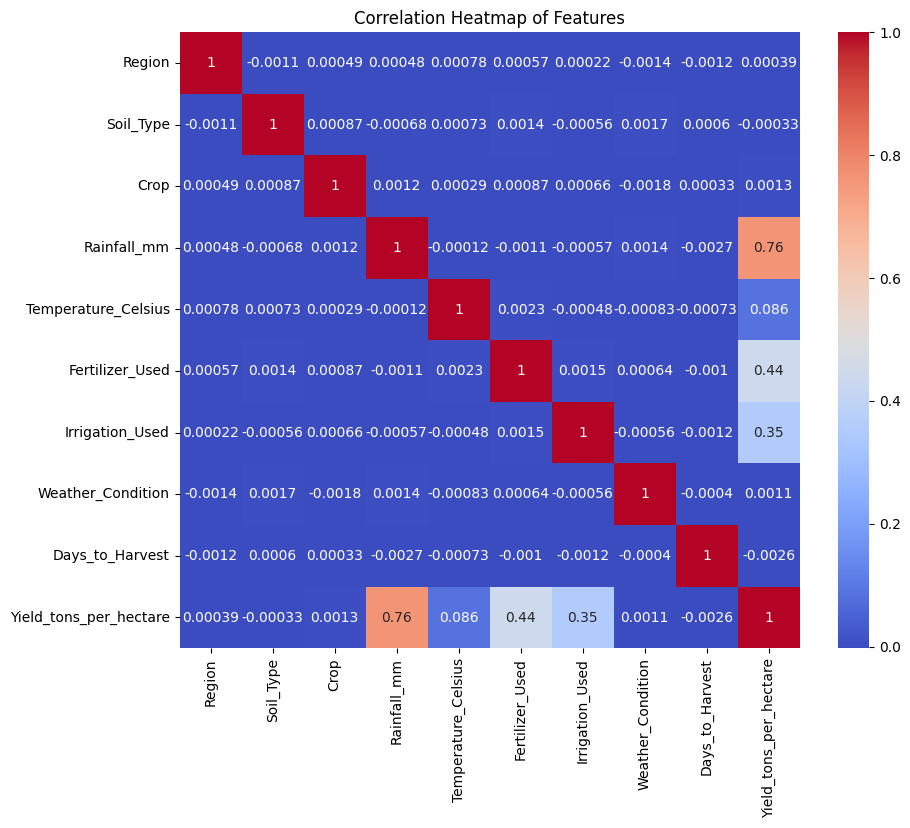 Correlation Heatmap of Features
Region 1 -0.0011 0.00049 0.00048 0.00078 0.00057 0.00022 -0.0014 -0.0012 0.00039
Soil_Type -0.0011 1 0.00087 -0.00068 0.00073 0.0014 -0.00056 0.0017 0.0006 -0.00033
Crop 0.00049 0.00087 1 0.0012 0.00029 0.00087 0.00066 -0.0018 0.00033 0.0013
Rainfall_mm 0.00048 -0.00068 0.0012 1 -0.00012 -0.0011 -0.00057 0.0014 -0.0027 0.76
Temperature_Celsius 0.00078 0.00073 0.00029 -0.00012 1 0.0023 -0.00048 -0.00083 -0.00073 0.086
Fertilizer_Used 0.00057 0.0014 0.00087 -0.0011 0.0023 1 0.0015 0.00064 -0.001 0.44
Irrigation_Used 0.00022 -0.00056 0.00066 -0.00057 -0.00048 0.0015 1 -0.00056 -0.0012 0.35
Weather_Condition -0.0014 0.0017 -0.0018 0.0014 -0.00083 0.00064 -0.00056 1 -0.0004 0.0011
Days_to_Harvest -0.0012 0.0006 0.00033 -0.0027 -0.00073 -0.001 -0.0012 -0.0004 1 -0.0026
Yield_tons_per_hectare 0.00039 -0.00033 0.0013 0.76 0.086 0.44 0.35 0.0011 -0.0026 1
Region
Soil_Type
Crop
Rainfall_mm
Temperature_Celsius
Fertilizer_Used
Irrigation_Used
Weather_Condition
Days_to_Harvest
Yield_tons_per_hectare
1.0
0.8
0.6
0.4
0.2
0.0